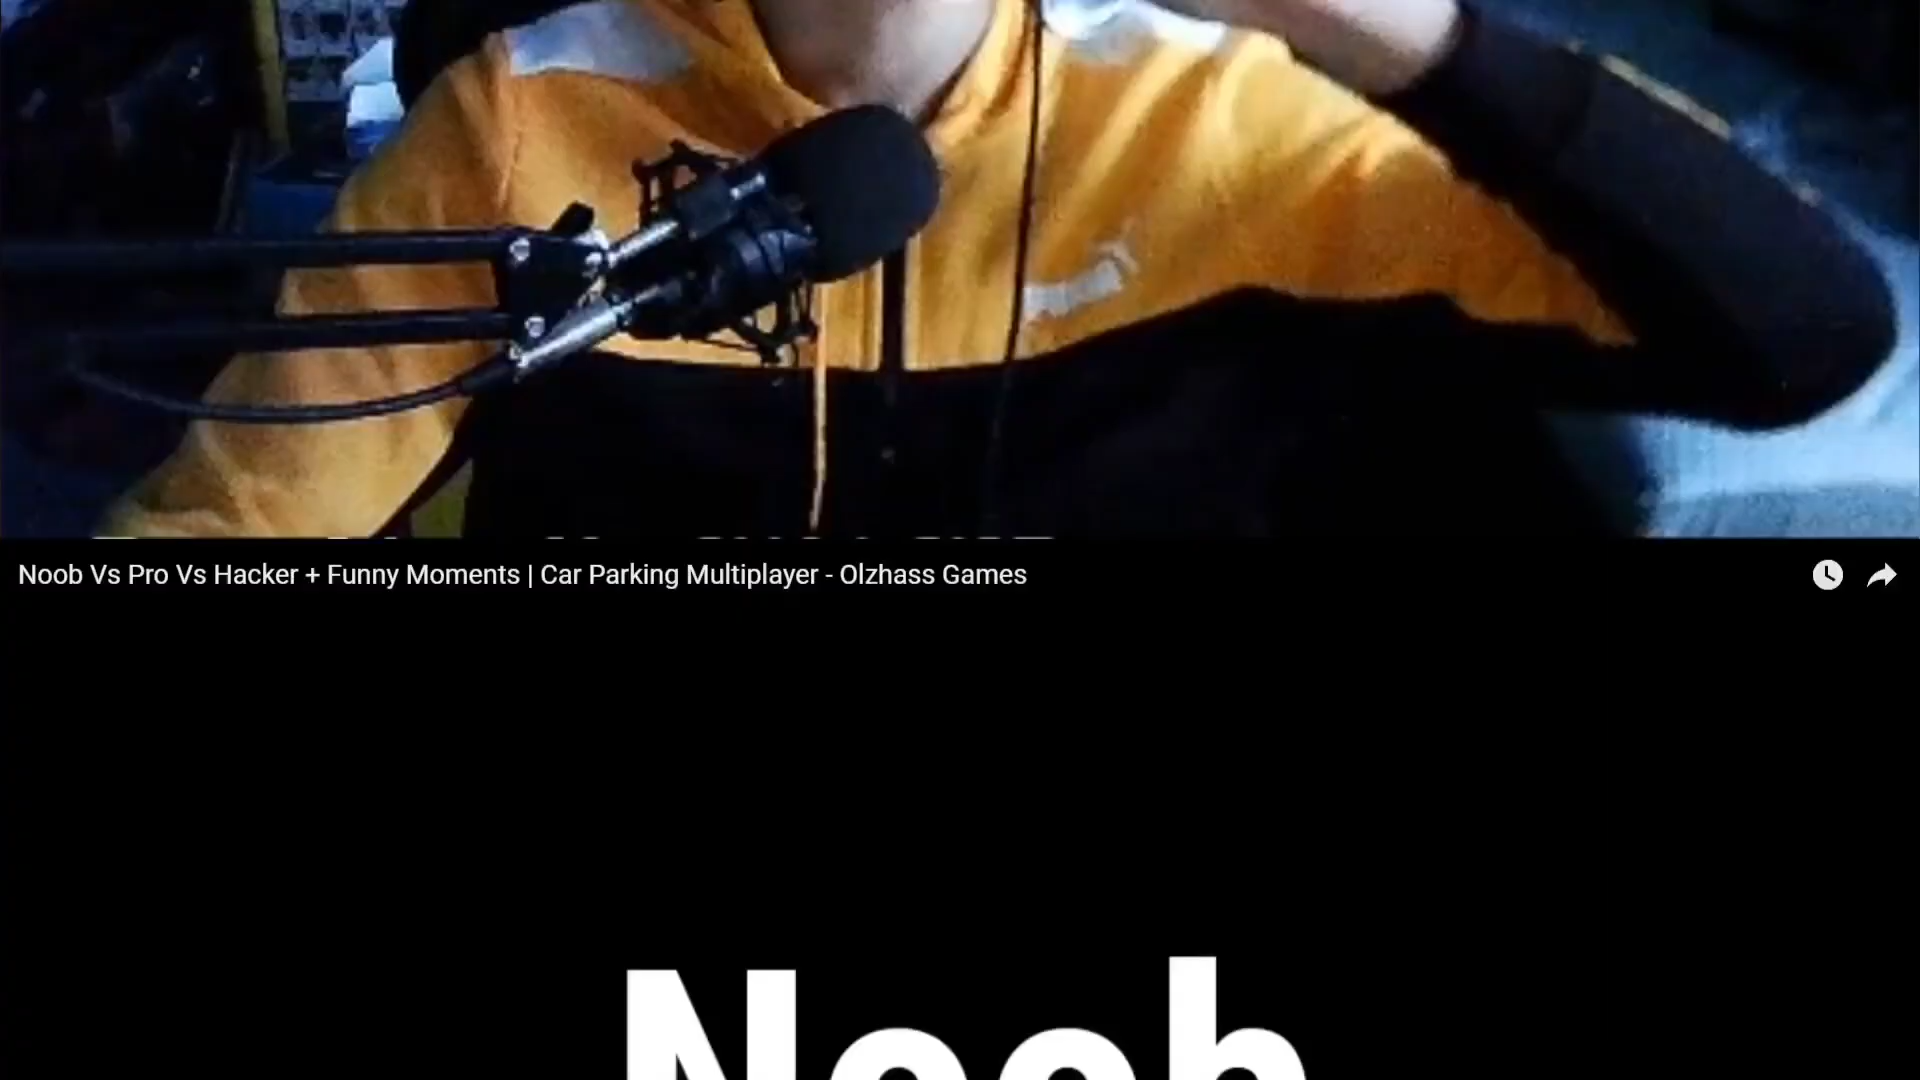 Noob Vs Pro Vs Hacker + Funny Moments | Car Parking Multiplayer - Olzhass Games
Noob